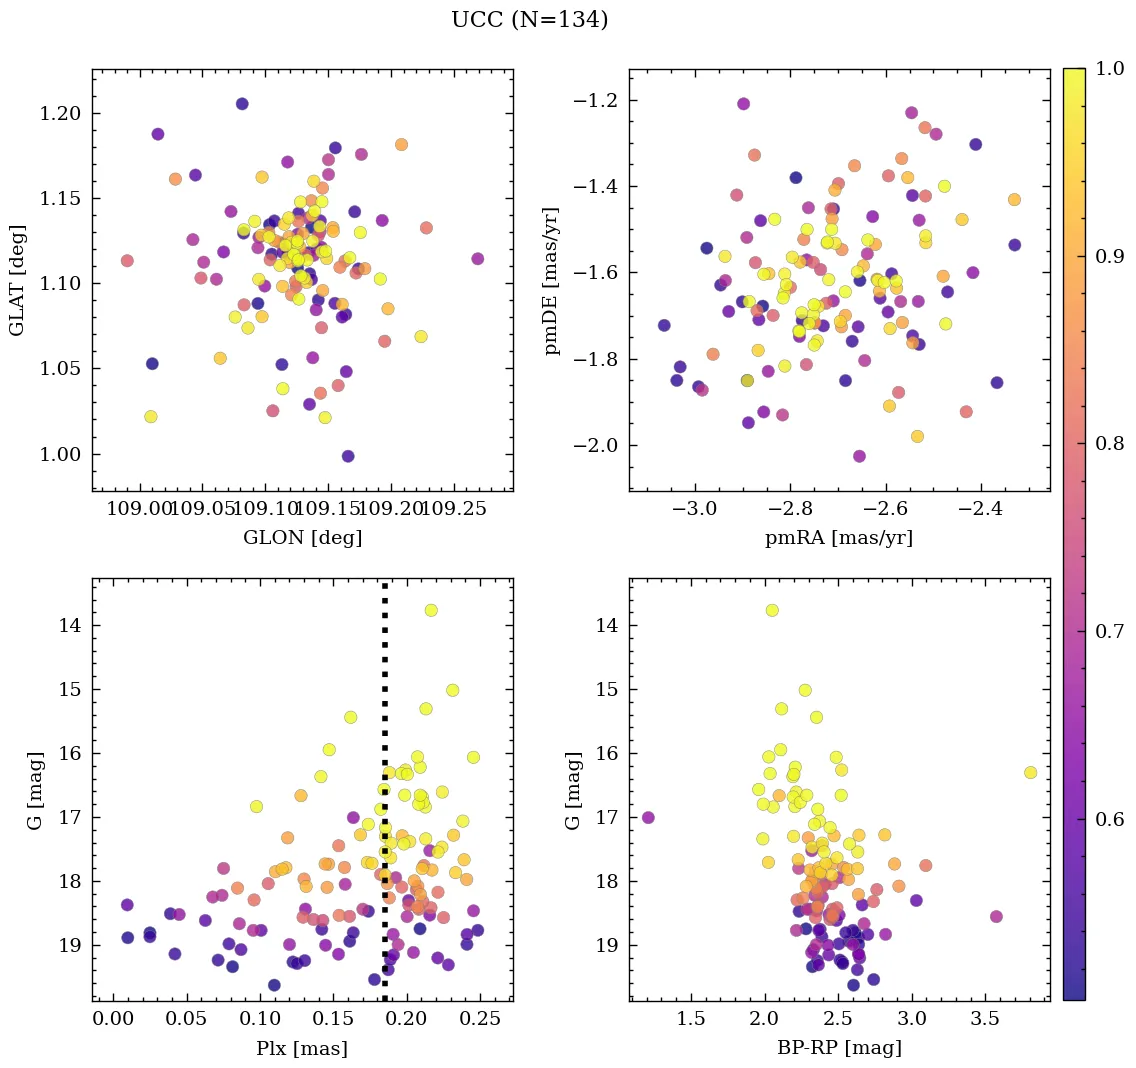 UCC (N=134)
1.20
1.15
1.10
1.05
1.00
GLAT [deg]
109.00 109.05 109.10 109.15 109.20 109.25
GLON [deg]
−1.2
−1.4
−1.6
−1.8
−2.0
pmDE [mas/yr]
−3.0 −2.8 −2.6 −2.4
pmRA [mas/yr]
1.0
0.9
0.8
0.7
0.6
14
15
16
17
18
19
G [mag]
0.00 0.05 0.10 0.15 0.20 0.25
Plx [mas]
14
15
16
17
18
19
G [mag]
1.5 2.0 2.5 3.0 3.5
BP-RP [mag]